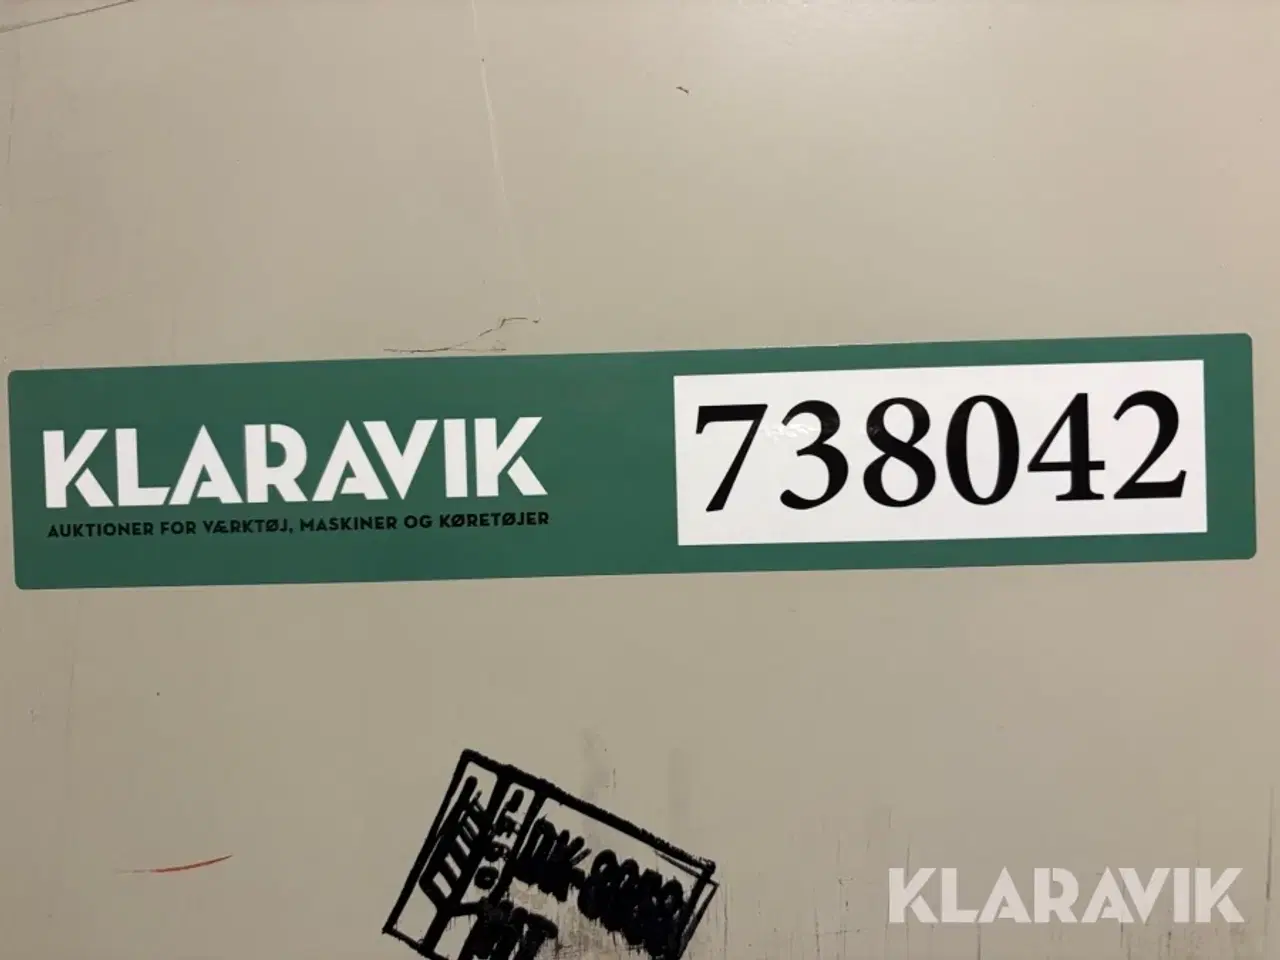 KLARAVIK
AUKTIONER FOR VÆRKTØJ, MASKINER OG KØRETØJER
738042
KLARAVIK